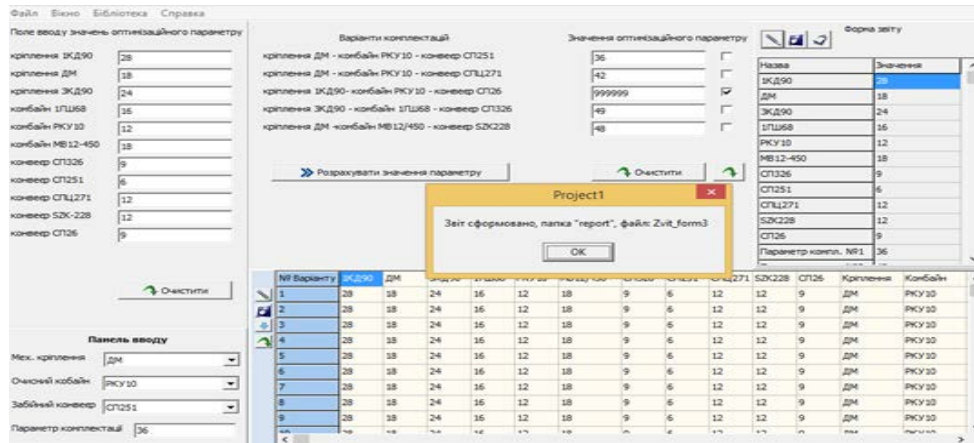 Файл Вікно Бібліотека Справка
Поле вводу значень оптимізаційного параметру
кріплення 1КД90 28
кріплення ДМ 18
кріплення 3КД90 24
комбайн 1ГШ68 16
комбайн РКУ10 12
комбайн МВ12-450 18
конвеєр СП326 9
конвеєр СП251 6
конвеєр СПЦ271 12
конвеєр SZK-228 12
конвеєр СП26 9
Очистити
Панель вводу
Мех. кріплення ДМ
Очисний кобайн РКУ10
Забійний конвеєр СП251
Параметр комплектації 36
Варіанти комплектацій Значення оптимізаційного параметру
кріплення ДМ - комбайн РКУ10 - конвеєр СП251 36
кріплення ДМ - комбайн РКУ10 - конвеєр СПЦ271 42
кріплення 1КД90- комбайн РКУ10 - конвеєр СП26 999999
кріплення 3КД90 - комбайн 1ГШ68 - конвеєр СП326 49
кріплення ДМ -комбайн МВ12/450 - конвеєр SZK228 48
Розрахувати значення параметру
Очистити
Project1
Звіт сформовано, папка "report", файл: Zvit_form3
OK
Форма звіту
Назва Значення
1КД90 28
ДМ 18
3КД90 24
1ГШ68 16
РКУ10 12
МВ12-450 18
СП326 9
СП251 6
СПЦ271 12
SZK228 12
СП26 9
Параметр компл. №1 36
№ Варіанту 1КД90 ДМ SZK228 СП26 Кріплення Комбайн
1 28 18 24 16 12 18 9 6 12 12 9 ДМ РКУ10
2 28 18 24 16 12 18 9 6 12 12 9 ДМ РКУ10
3 28 18 24 16 12 18 9 6 12 12 9 ДМ РКУ10
4 28 18 24 16 12 18 9 6 12 12 9 ДМ РКУ10
5 28 18 24 16 12 18 9 6 12 12 9 ДМ РКУ10
6 28 18 24 16 12 18 9 6 12 12 9 ДМ РКУ10
7 28 18 24 16 12 18 9 6 12 12 9 ДМ РКУ10
8 28 18 24 16 12 18 9 6 12 12 9 ДМ РКУ10
9 28 18 24 16 12 18 9 6 12 12 9 ДМ РКУ10